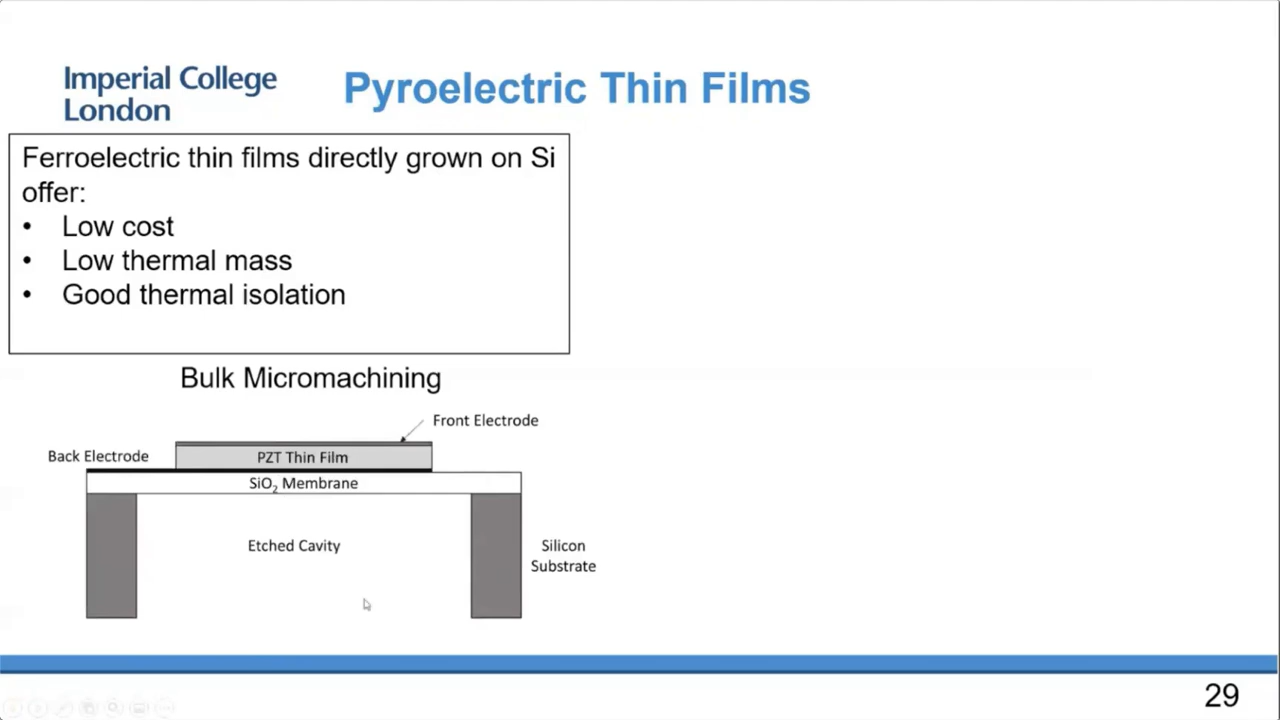 Imperial College
London
Pyroelectric Thin Films
Ferroelectric thin films directly grown on Si
offer:
• Low cost
• Low thermal mass
• Good thermal isolation
Bulk Micromachining
Front Electrode
Back Electrode
PZT Thin Film
SiO₂ Membrane
Etched Cavity
Silicon
Substrate
29